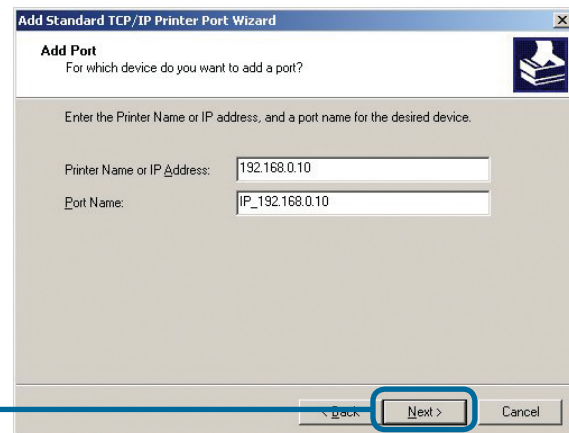 Add Standard TCP/IP Printer Port Wizard
Add Port
For which device do you want to add a port?
Enter the Printer Name or IP address, and a port name for the desired device.
Printer Name or IP Address: 192.168.0.10
Port Name: IP_192.168.0.10
< Back Next > Cancel